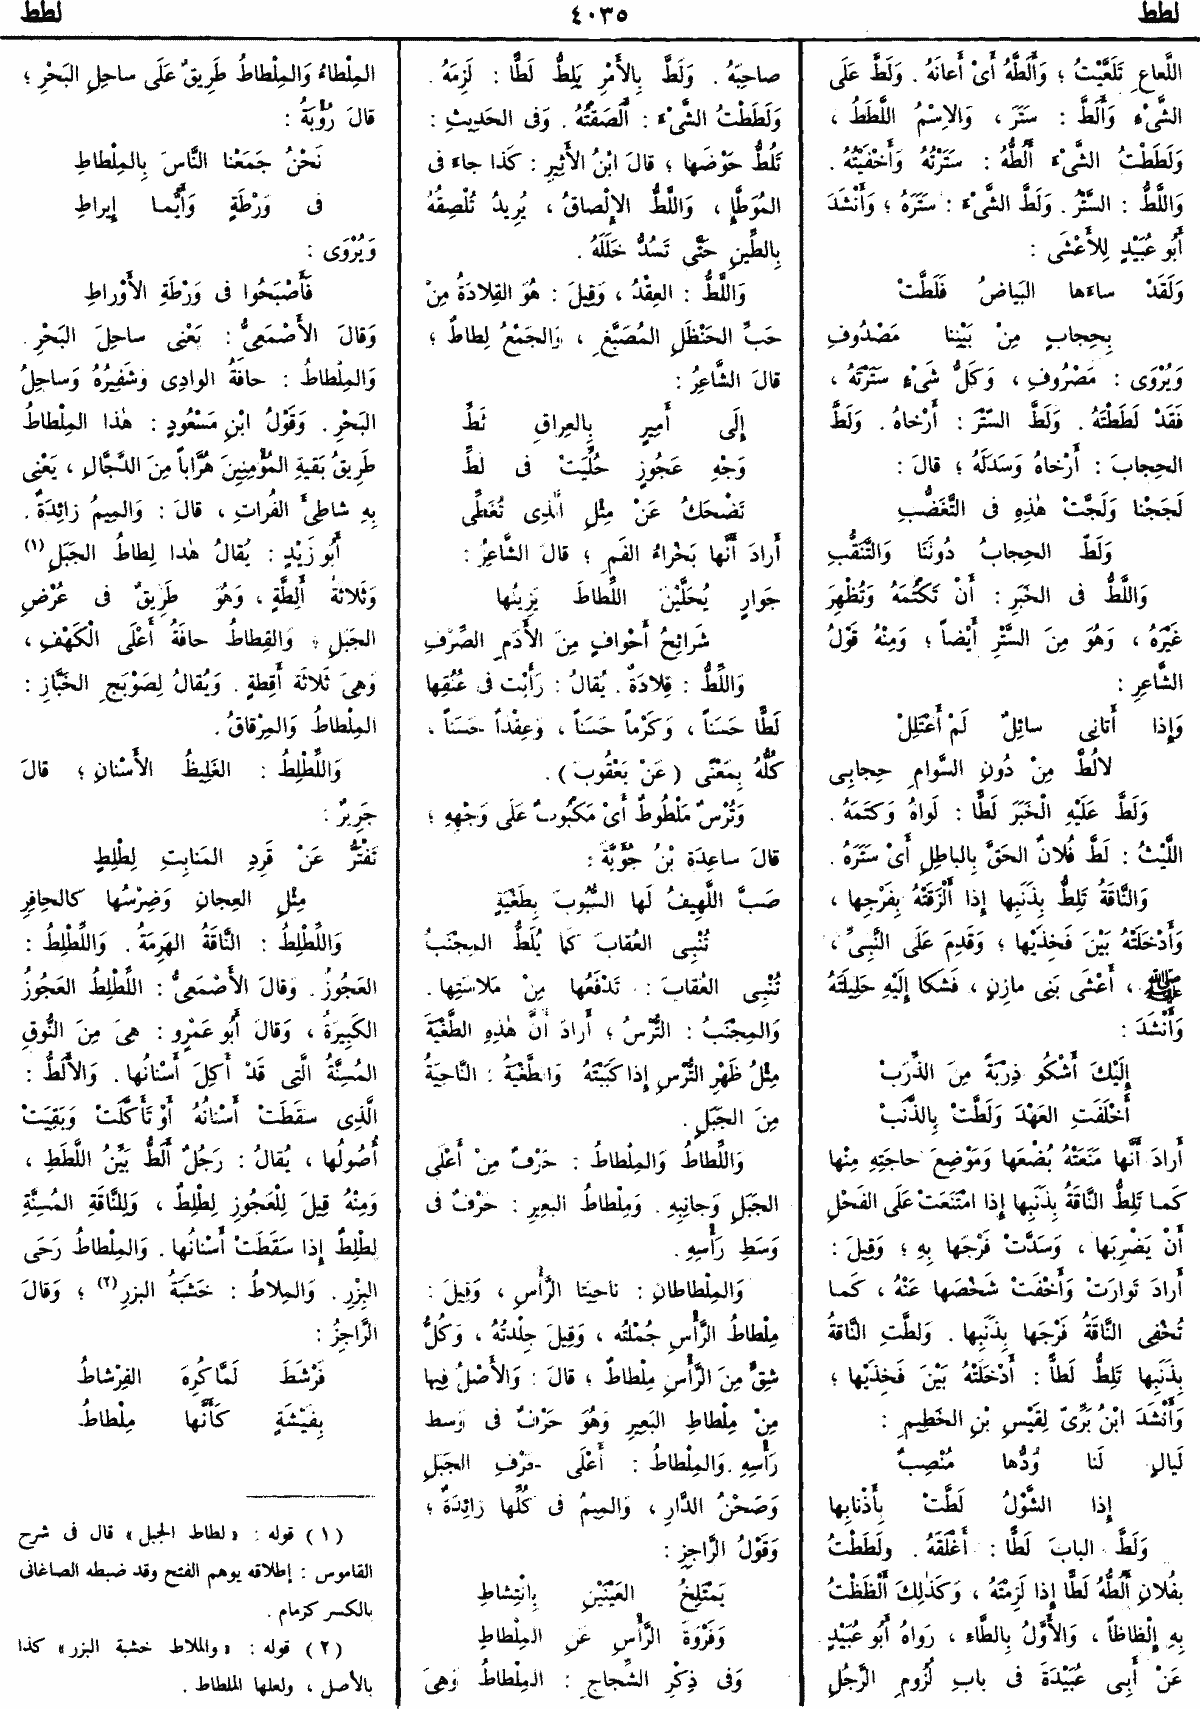 لطط
٤٠٣٥
لطط
اللَّعاعِ تَلَعَّيْتُ ؛ وَأَلَطَّهُ أَىْ أَعانَهُ . وَلَطَّ عَلَى
الشَّىْءِ وَأَلَطَّ : سَتَرَ ، وَالاِسْمُ اللَّطَطُ ،
وَلَطَطْتُ الشَّىْءَ أَلُطُّهُ : سَتَرْتُهُ وَأَخْفَيْتُهُ .
وَاللَّطُّ : السَّتْرُ . وَلَطَّ الشَّىْءَ : سَتَرَهُ ؛ وَأَنْشَدَ
أَبُو عُبَيْدٍ لِلأَعْشَى :
وَلَقَدْ ساءَها البَياضُ فَلَطَّتْ
بِحِجابٍ مِنْ بَيْنِنا مَصْدُوفِ
وَيُرْوَى : مَصْرُوفِ ، وَكَلُّ شَىْءٍ سَتَرْتَهُ ،
فَقَدْ لَطَطْتَهُ . وَلَطَّ السِّتْرَ : أَرْخاهُ . وَلَطَّ
الحِجابَ : أَرْخاهُ وَسَدَلَهُ ؛ قالَ :
لَجَجْنا وَلَجَّتْ هٰذِهِ فى التَّغَضُّبِ
وَلَطِّ الحِجابُ دُونَنَا وَالتَّنَقُّبِ
وَاللَّطُّ فى الخَبَرِ : أَنْ تَكْتُمَهُ وَتُظْهِرَ
غَيْرَهُ ، وَهُوَ مِنَ السَّتْرِ أَيْضاً ؛ وَمِنْهُ قَوْلُ
الشَّاعِرِ :
وَإِذا أَتانِى سائِلٌ لَمْ أَعْتَلِلْ
لالُطَّ مِنْ دُونِ السَّوامِ حِجابِى
وَلَطَّ عَلَيْهِ الْخَبَرَ لَطًّا : لَواهُ وَكَتَمَهُ .
اللَّيْثُ : لَطَّ فُلانٌ الحَقَّ بِالباطِلِ أَىْ سَتَرَهُ .
وَالنَّاقَةُ تَلِطُّ بِذَنَبِها إِذا أَلْزَقَتْهُ بِفَرْجِها ،
وَأَدْخَلَتْهُ بَيْنَ فَخِذَيْها ؛ وَقَدِمَ عَلَى النَّبِىِّ ،
ﷺ ، أَعْشَى بَنِى مازِنٍ ، فَشَكا إِلَيْهِ حَلِيلَتَهُ
وَأَنْشَدَ :
إِلَيْكَ أَشْكُو ذِرْبَةً مِنَ الذِّرَبْ
أَخْلَفَتِ العَهْدَ وَلَطَّتْ بِالذَّنَبْ
أَرادَ أَنَّها مَنَعَتْهُ بُضْعَها وَمَوْضِعَ حاجَتِهِ مِنْها
كَمـا تَلِطُّ النَّاقَةُ بِذَنَبِها إِذا امْتَنَعَتْ عَلَى الفَحْلِ
أَنْ يَضْرِبَها ، وَسَدَّتْ فَرْجَها بِهِ ؛ وَقِيلَ :
أَرادَ تَوارَتْ وَأَخْفَتْ شَخْصَها عَنْهُ ، كَمـا
تُخْفِى النَّاقَةُ فَرْجَها بِذَنَبِها . وَلَطَّتِ النَّاقَةُ
بِذَنَبِها تَلِطُّ لَطاًّ : أَدْخَلَتْهُ بَيْنَ فَخِذَيْها ؛
وَأَنْشَدَ ابْنُ بَرِّىٍّ لِقَيْسِ بْنِ الخَطِيمِ :
لَيالٍ لَنا وُدُّها مُنْصِبٌ
إِذا الشَّوْلُ لَطَّتْ بِأَذْنابِها
وَلَطَّ البابَ لَطًّا : أَغْلَقَهُ . ولَطَطْتُ
بِفُلانٍ أَلُطُّهُ لَطًّا إِذا لَزِمْتَهُ ، وَكَذٰلِكَ أَلْظَظْتُ
بِهِ إِلْظاظاً ، وَالأَوَّلُ بِالطَّاءِ ، رَواهُ أَبُو عُبَيْدٍ
عَنْ أَبِى عُبَيْدَةَ فى بابِ لُزُومِ الرَّجُلِ
صاحِبَهُ . وَلَطَّ بِالأَمْرِ يَلِطُّ لَطًّا : لَزِمَهُ .
وَلَطَطْتُ الشَّىْءَ : أَلْصَقْتُهُ . وَفى الحَدِيثِ :
تَلُطُّ حَوْضَها ؛ قالَ ابْنُ الأَثِيرِ : كَذا جاءَ فى
المُوَطَّإِ ، وَاللَّطُّ الإِلْصاقُ ، يُرِيدُ تُلْصِقُهُ
بِالطِّينِ حَتَّى تَسُدَّ خَلَلَهُ .
وَاللَّطُّ : العِقْدُ ، وَقِيلَ : هُوَ القِلادَةُ مِنْ
حَبِّ الحَنْظَلِ المُصَبَّغِ ، وَالجَمْعُ لِطاطٌ ؛
قالَ الشَّاعِرُ :
إِلَى أَمِيرٍ بِالعِراقِ ثَطِّ
وَجْهِ عَجُوزٍ حُلِّيَتْ فى لَطِّ
تَضْحَكُ عَنْ مِثْلِ الَّذِى تُغَطِّى
أَرادَ أَنَّها بَخْراءُ الفَمِ ؛ قالَ الشَّاعِرُ :
جَوارٍ يُحَلَّيْنَ اللِّطاطَ يَزِينُها
شَرائِحُ أَحْوافٍ مِنَ الأَدَمِ الصِّرْفِ
وَاللِّطُّ : قِلادَةٌ . يُقالُ : رَأَيْت فى عُنُقِها
لَطًّا حَسَناً ، وَكَرْماً حَسَناً ، وَعِقْداً حَسَناً ،
كُلُّهُ بِمَعْنًى ( عَنْ يَعْقُوبَ ) .
وَتُرْسٌ مَلْطُوطٌ أَىْ مَكْبُوبٌ عَلَى وَجْهِهِ ؛
قالَ ساعِدَة بْنُ جُؤَيَّةَ :
صَبَّ اللَّهِيفُ لَها السُّبُوبَ بِطَغْيَةٍ
تُنْبِى العُقابَ كَمَا يُلَطُّ المِجْنَبُ
تُنْبِى العُقابَ : تَدْفَعُها مِنْ مَلاسَتِها .
وَالمِجْنَبُ : التُّرْسُ ؛ أَرادَ أَنَّ هٰذِهِ الطَّغْيَةَ
مِثْلُ ظَهْرِ التُّرْسِ إِذا كَبَبْتَهُ وَالطَّغْيَةُ : النَّاحِيَةُ
مِنَ الجَبَلِ .
وَاللِّطاطُ وَالمِلْطاطُ : حَرْفٌ مِنْ أَعْلَى
الجَبَلِ وَجانِبِهِ . وَمِلْطاطُ البَعِيرِ : حَرْفٌ فى
وَسَطِ رَأْسِهِ .
وَالمِلْطاطانِ : ناحِيَتا الرَّأْسِ ، وَقِيلَ :
مِلْطاطُ الرَّأْسِ جُمْلَتُه ، وَقِيلَ جِلْدتُهُ ، وَكُلُّ
شِقٍّ مِنَ الرَّأْسِ مِلْطاطٌ ؛ قالَ : وَالأَصْلُ فِيها
مِنْ مِلْطاطِ البَعِيرِ وَهُوَ حَرْفٌ فى وَسط
رَأْسِهِ . وَالمِلْطاطُ : أَعْلَى حَرْفِ الجَبَلِ
وَصَحْنُ الدَّارِ ، وَالمِيمُ فى كُلِّها زائِدَةٌ ؛
وَقَوْلُ الرَّاجِزِ :
يَمْتَلِخُ العَيْنَيْنِ بِانْتِشاطِ
وَفَرْوَةَ الرَّأْسِ عَنِ المِلْطاطِ
وَفى ذِكْرِ الشِّجاجِ : المِلْطاطُ وَهِىَ
المِلْطاءُ وَالمِلْطاطُ طَرِيقٌ عَلَى ساحِلِ البَحْرِ ؛
قالَ رُؤْبَةُ :
نَحْنُ جَمَعْنا النَّاسَ بِالمِلْطاطِ
فى وَرْطَةٍ وَأَيُّمـا إِيراطِ
وَيُرْوَى :
فَأَصْبَحُوا فى وَرْطَةِ الأَوْراطِ
وَقالَ الأَصْمَعِىُّ : يَعْنِى ساحِلَ البَحْرِ .
وَالمِلْطاطُ : حافَةُ الوادِى وَشَفِيرُهُ وَساحِلُ
البَحْرِ . وَقَوْلُ ابْنِ مَسْعُودٍ : هٰذا المِلْطاطُ
طَرِيقُ بَقيةِ المُؤْمِنِينَ هُرَّاباً مِنَ الدَّجَّالِ ، يَعْنِى
بِهِ شاطِئَ الفُراتِ ، قالَ : وَالمِيمُ زائِدَةٌ .
أَبُو زَيْدٍ : يُقالُ هٰذا لِطاطُ الجَبَلِ (١)
وَثَلاثَةُ أَلِطَّةٍ ، وَهُوَ طَرِيقٌ فى عُرْضِ
الجَبَلِ ؛ وَالقِطاطُ حافَةُ أَعْلَى الْكَهْفِ ،
وَهِىَ ثَلاثَة أَقِطةٍ . وَيُقالُ لِصَوْبَجِ الخَبَّازِ :
المِلْطاطُ وَالمِرْقاقُ .
وَاللِّطْلِطُ : الغَلِيظُ الأَسْنانِ ؛ قالَ
جَرِيرٌ :
تَفْتَرُّ عَنْ قَرِدِ المَنابِتِ لِطْلِطٍ
مِثْلِ العِجانِ وَضِرْسُها كالحافِرِ
وَاللِّطْلِطُ : النَّاقَةُ الهَرِمَةُ . وَاللِّطْلِطُ :
العَجُوزُ . وَقالَ الأَصْمَعِىُّ : اللِّطْلِطُ العَجُوزُ
الكَبِيرَةُ ، وَقالَ أَبُو عَمْرٍو : هِىَ مِنَ النُّوقِ
المُسِنَّةُ الَّتِى قَدْ أُكِلَ أَسْنانُها . وَالأَلَطُّ :
الَّذِى سقَطَتْ أَسْنانُهُ أَوْ تَأَكَّلَتْ وَبَقِيَتْ
أُصُولُها ، يُقالُ : رَجُلٌ أَلَطُّ بَيِّنُ اللَّطَطِ ،
وَمِنْهُ قِيلَ لِلْعَجُوزِ لِطْلِطٌ ، وَلِلنَّاقَةِ المُسِنَّةِ
لِطْلِطٌ إِذا سَقَطَتْ أَسْنانُها . وَالمِلْطاطُ رَحَى
البِزْرِ . وَالمِلاطُ : خَشَبَةُ البزرِ (٢) ؛ وَقالَ
الرَّاجِزُ :
فَرْشَطَ لَمَّا كُرِهَ الفِرْشاطُ
بِفَيْشَةٍ كَأَنَّها مِلْطاطُ
( ١ ) قوله : « لطاط الجبل » قال فى شرح
القاموس : إطلاقه يوهم الفتح وقد ضبطه الصاغانى
بالكسر كزمام .
( ٢ ) قوله : « والملاط خشبة البزر » كذا
بالأصل ، ولعلها الملطاط .